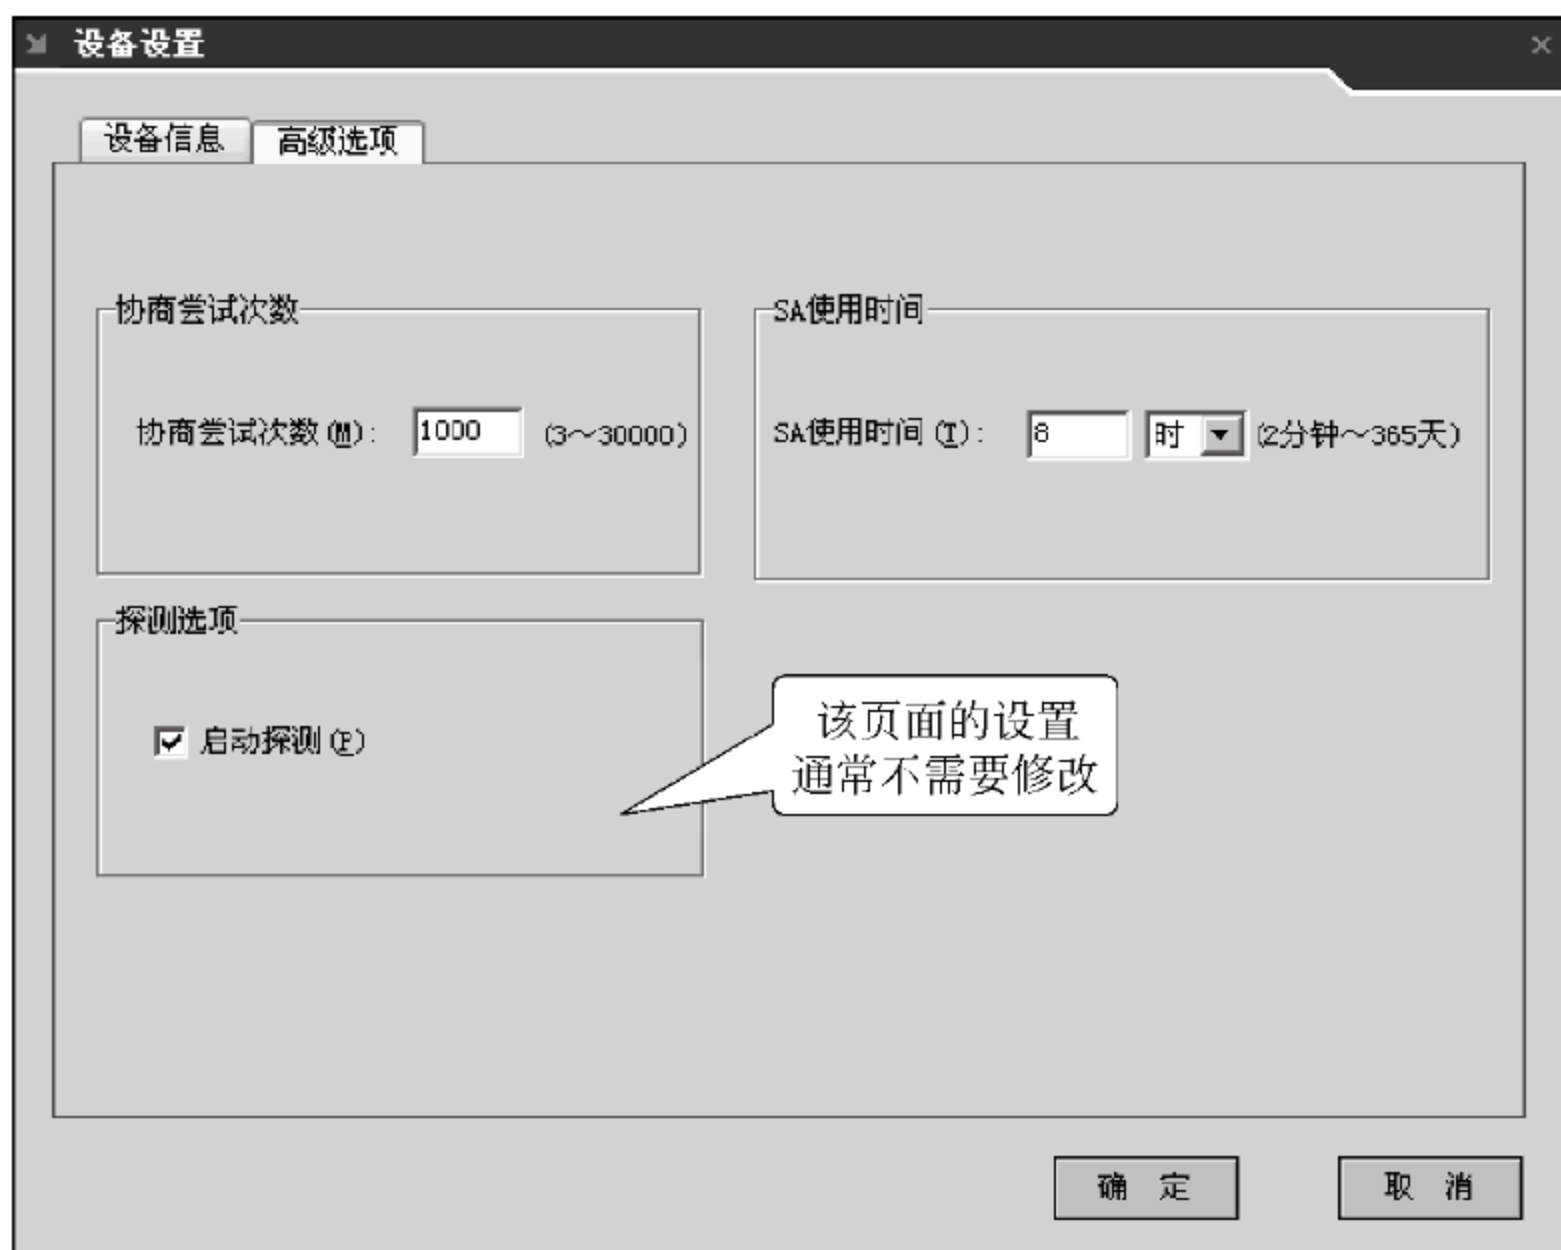 设备设置
设备信息 高级选项
协商尝试次数 SA使用时间
协商尝试次数(M): 1000 (3～30000) SA使用时间(T): 8 时 (2分钟～365天)
探测选项
启动探测(P)
该页面的设置
通常不需要修改
确 定 取 消